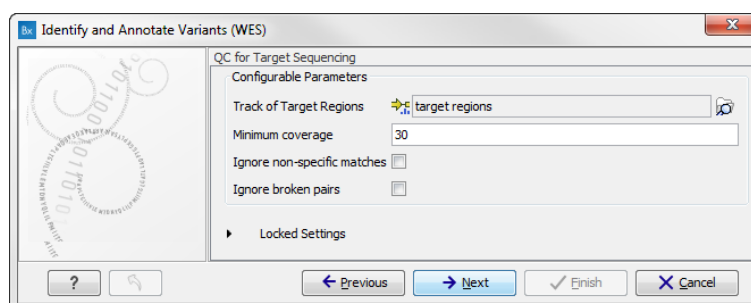 Bx Identify and Annotate Variants (WES)
QC for Target Sequencing
Configurable Parameters
Track of Target Regions target regions
Minimum coverage 30
Ignore non-specific matches
Ignore broken pairs
Locked Settings
? Previous Next Finish Cancel